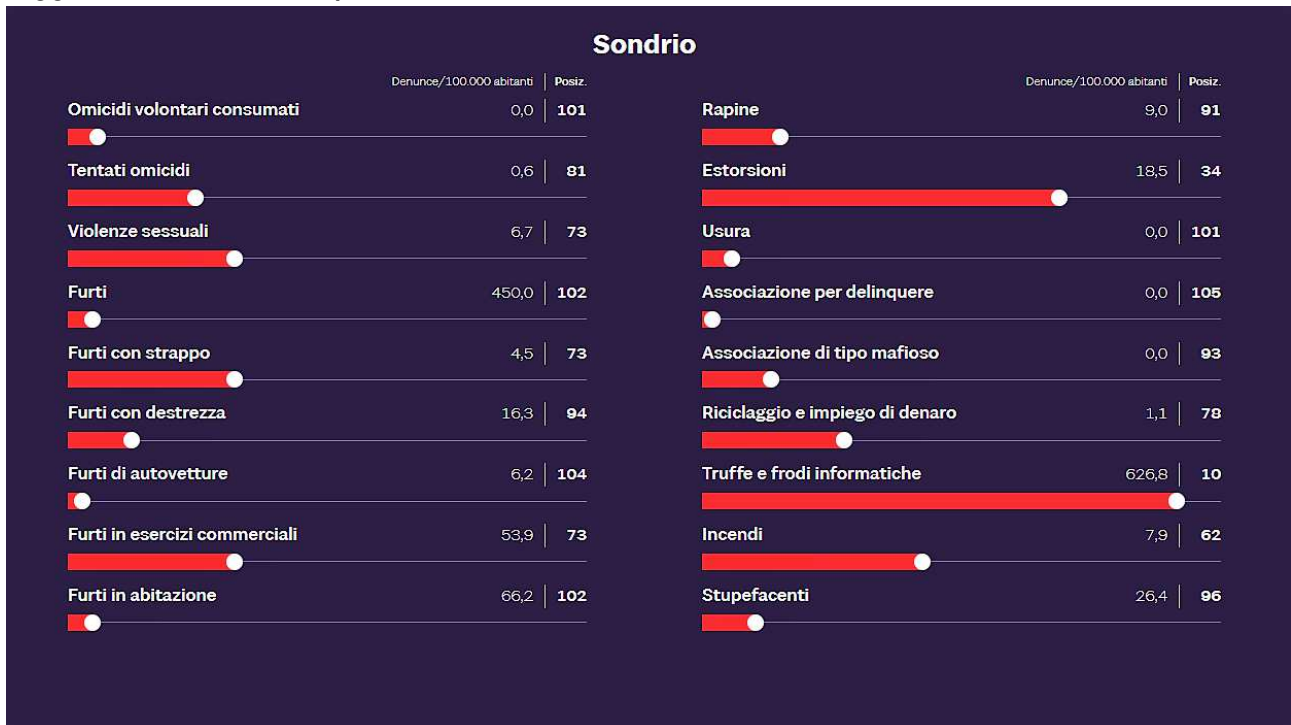 Sondrio
Denunce/100.000 abitanti | Posiz.
Omicidi volontari consumati 0,0 | 101
Tentati omicidi 0,6 | 81
Violenze sessuali 6,7 | 73
Furti 450,0 | 102
Furti con strappo 4,5 | 73
Furti con destrezza 16,3 | 94
Furti di autovetture 6,2 | 104
Furti in esercizi commerciali 53,9 | 73
Furti in abitazione 66,2 | 102
Denunce/100.000 abitanti | Posiz.
Rapine 9,0 | 91
Estorsioni 18,5 | 34
Usura 0,0 | 101
Associazione per delinquere 0,0 | 105
Associazione di tipo mafioso 0,0 | 93
Riciclaggio e impiego di denaro 1,1 | 78
Truffe e frodi informatiche 626,8 | 10
Incendi 7,9 | 62
Stupefacenti 26,4 | 96